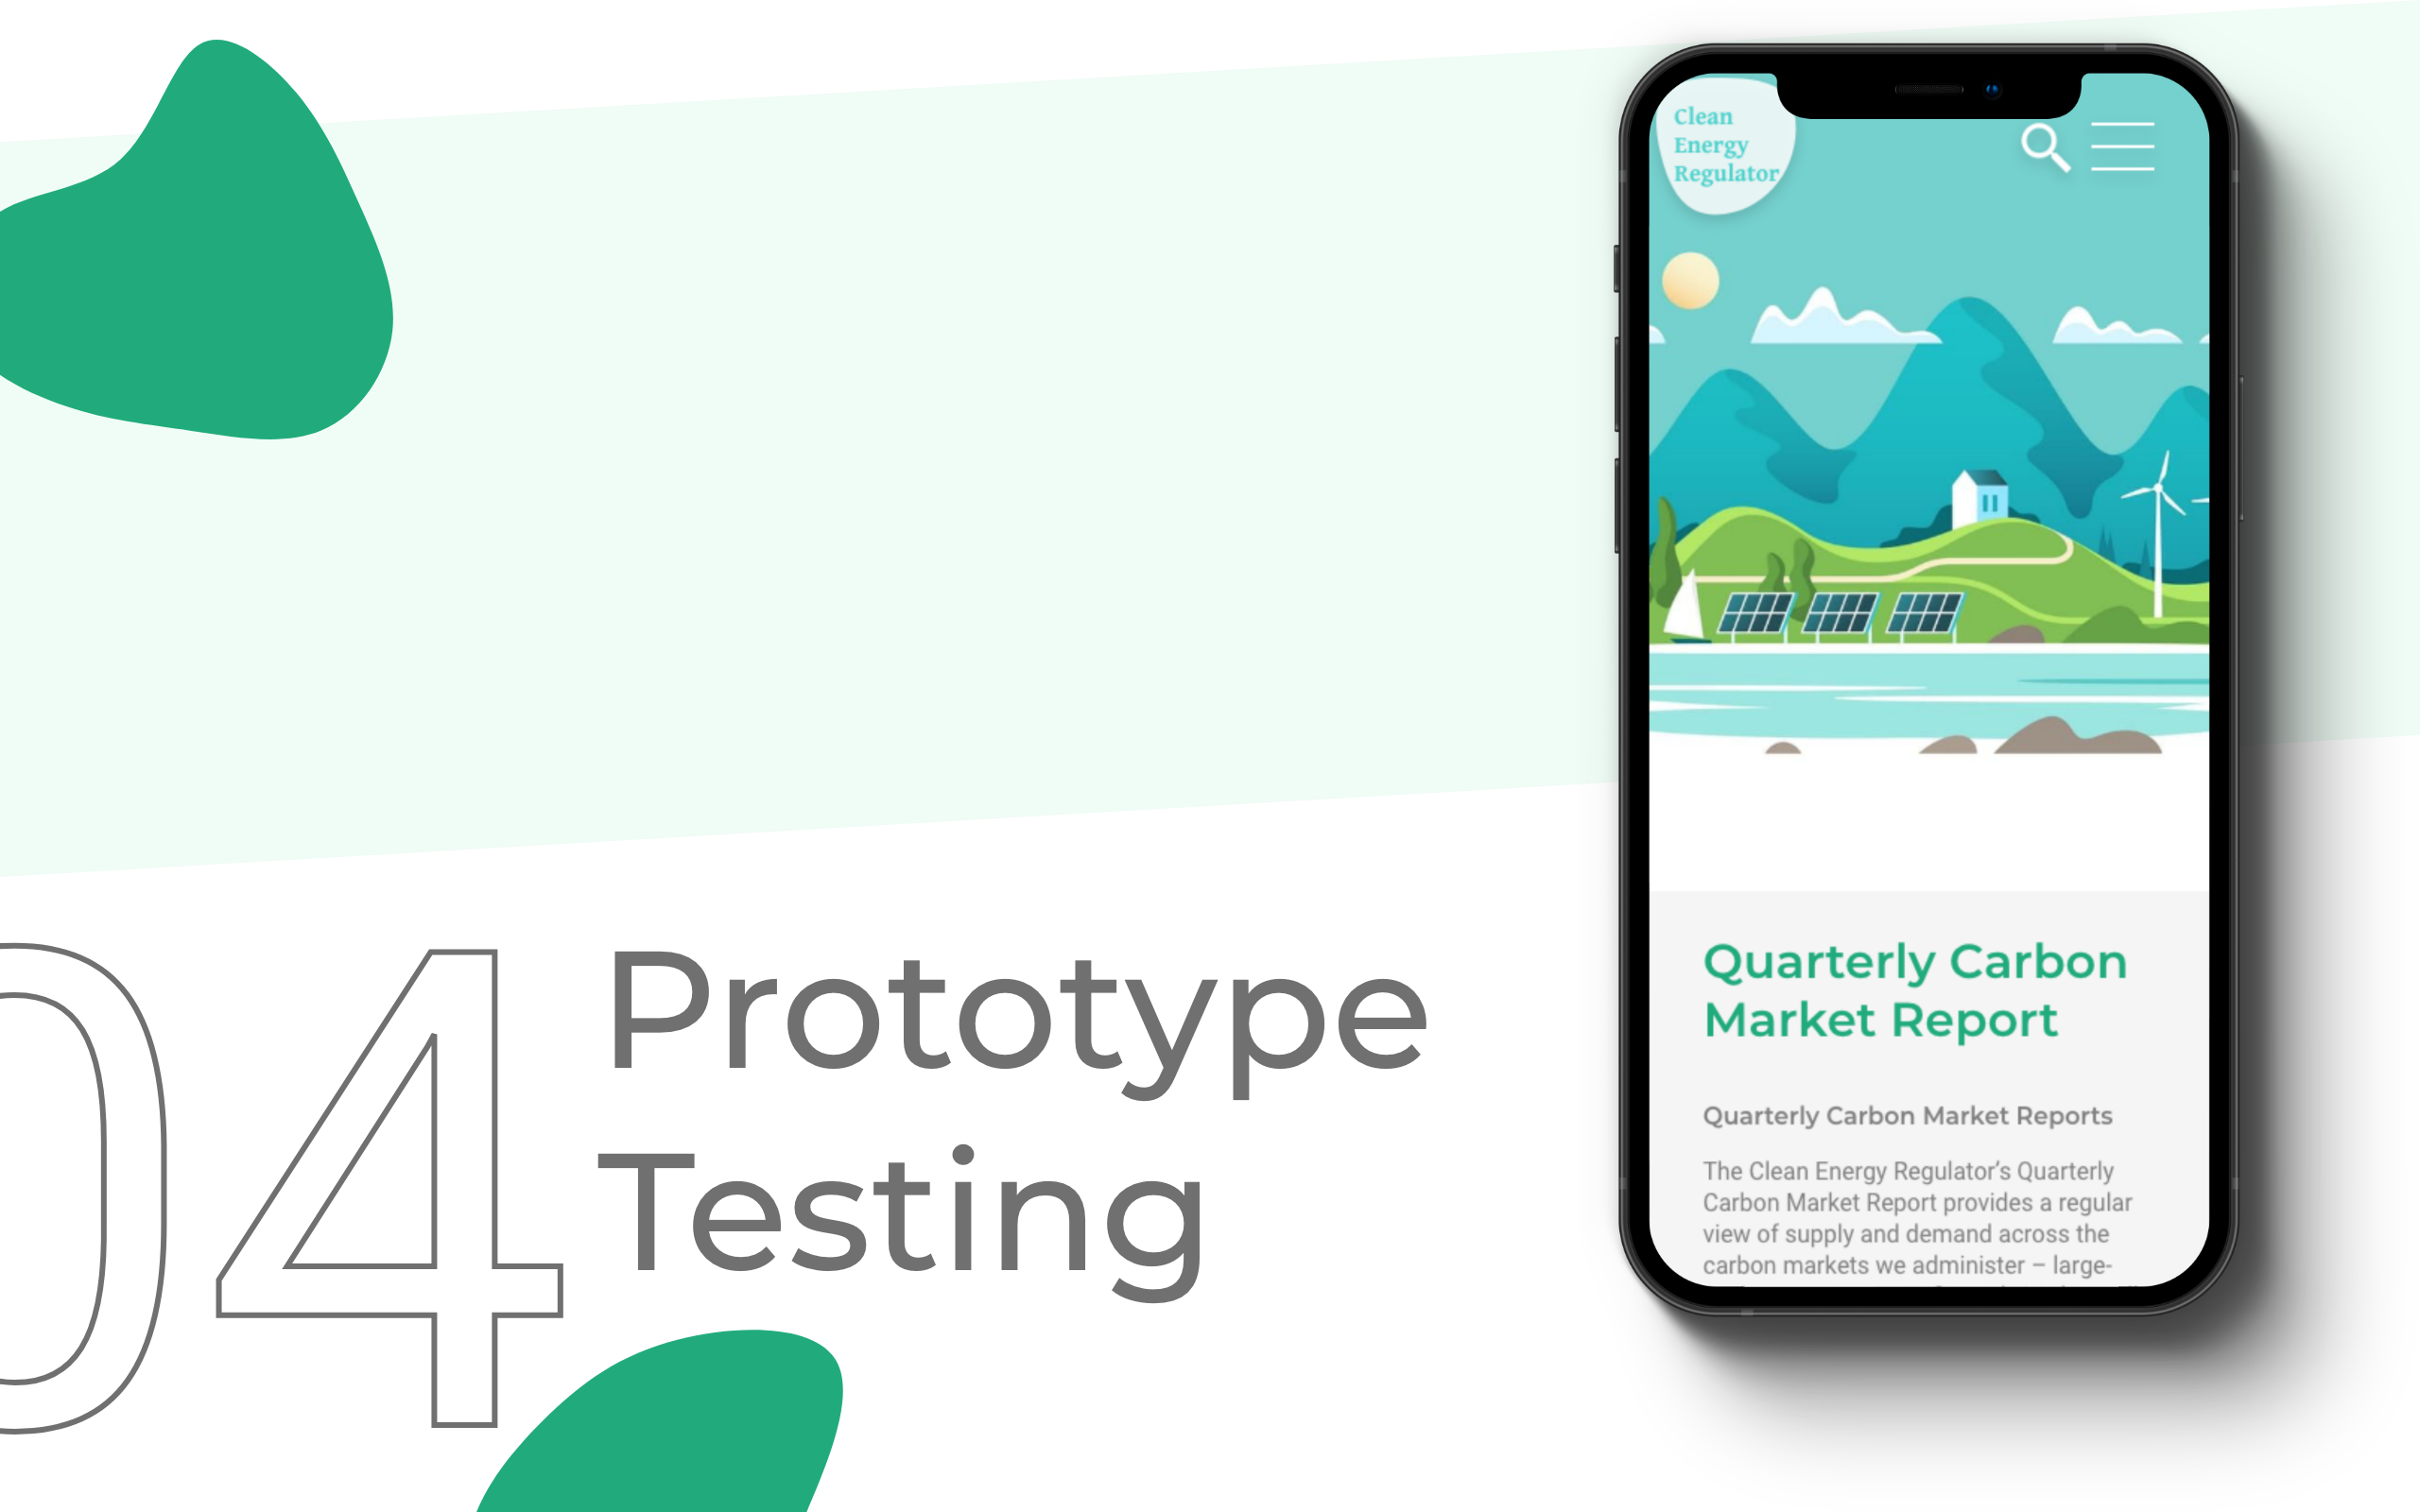 Clean
Energy
Regulator
04
Prototype
Testing
Quarterly Carbon
Market Report
Quarterly Carbon Market Reports
The Clean Energy Regulator’s Quarterly
Carbon Market Report provides a regular
view of supply and demand across the
carbon markets we administer – large-